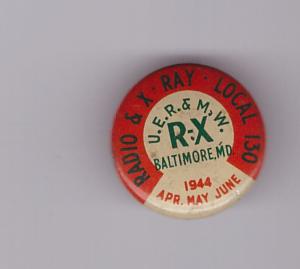 RADIO & X-RAY · LOCAL 130
U.E.R. & M.W.
R-X
BALTIMORE, MD.
1944
APR. MAY JUNE